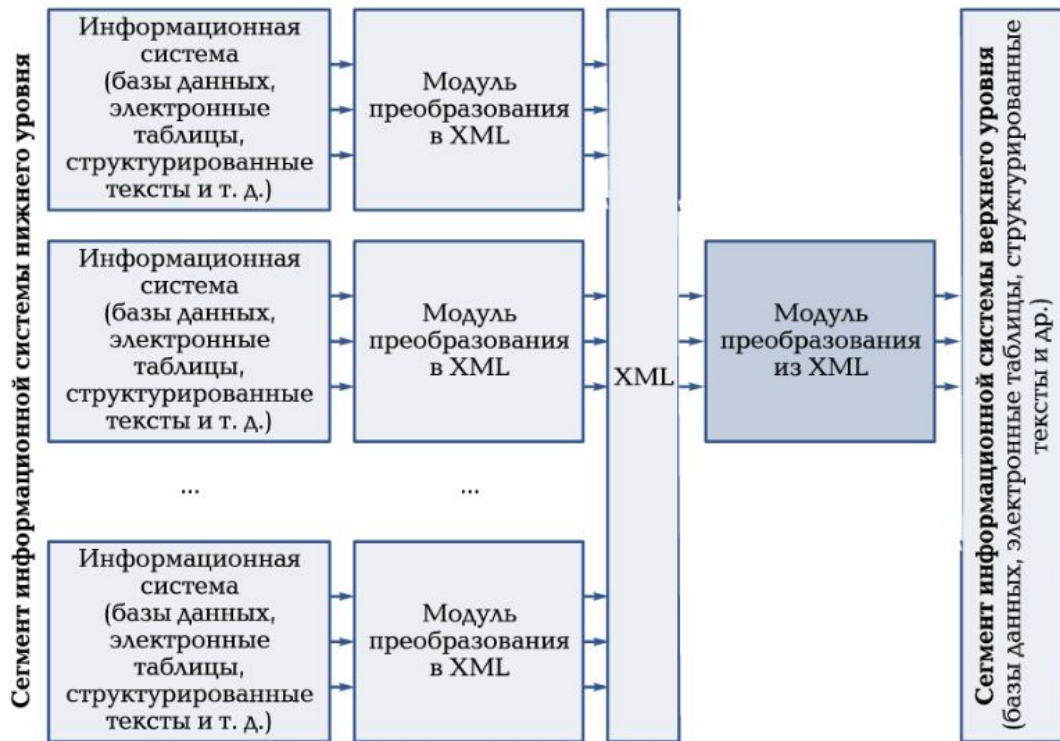 Сегмент информационной системы нижнего уровня
Информационная
система
(базы данных,
электронные
таблицы,
структурированные
тексты и т. д.)
Модуль
преобразования
в XML
Информационная
система
(базы данных,
электронные
таблицы,
структурированные
тексты и т. д.)
Модуль
преобразования
в XML
...
...
Информационная
система
(базы данных,
электронные
таблицы,
структурированные
тексты и т. д.)
Модуль
преобразования
в XML
XML
Модуль
преобразования
из XML
Сегмент информационной системы верхнего уровня
(базы данных, электронные таблицы, структурированные
тексты и др.)